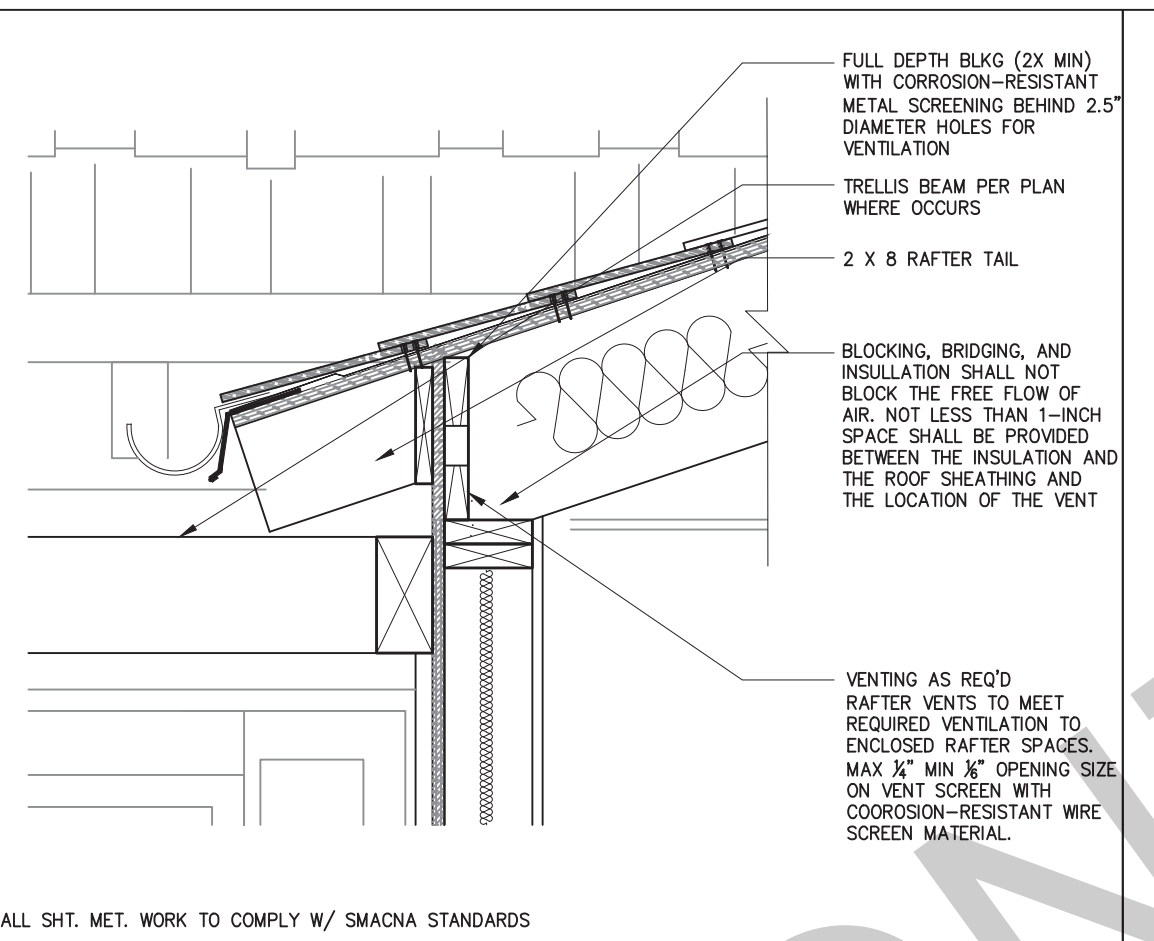 FULL DEPTH BLKG (2X MIN)
WITH CORROSION-RESISTANT
METAL SCREENING BEHIND 2.5"
DIAMETER HOLES FOR
VENTILATION
TRELLIS BEAM PER PLAN
WHERE OCCURS
2 X 8 RAFTER TAIL
BLOCKING, BRIDGING, AND
INSULLATION SHALL NOT
BLOCK THE FREE FLOW OF
AIR. NOT LESS THAN 1-INCH
SPACE SHALL BE PROVIDED
BETWEEN THE INSULATION AND
THE ROOF SHEATHING AND
THE LOCATION OF THE VENT
VENTING AS REQ'D
RAFTER VENTS TO MEET
REQUIRED VENTILATION TO
ENCLOSED RAFTER SPACES.
MAX ¼" MIN ⅙" OPENING SIZE
ON VENT SCREEN WITH
COOROSION-RESISTANT WIRE
SCREEN MATERIAL.
ALL SHT. MET. WORK TO COMPLY W/ SMACNA STANDARDS